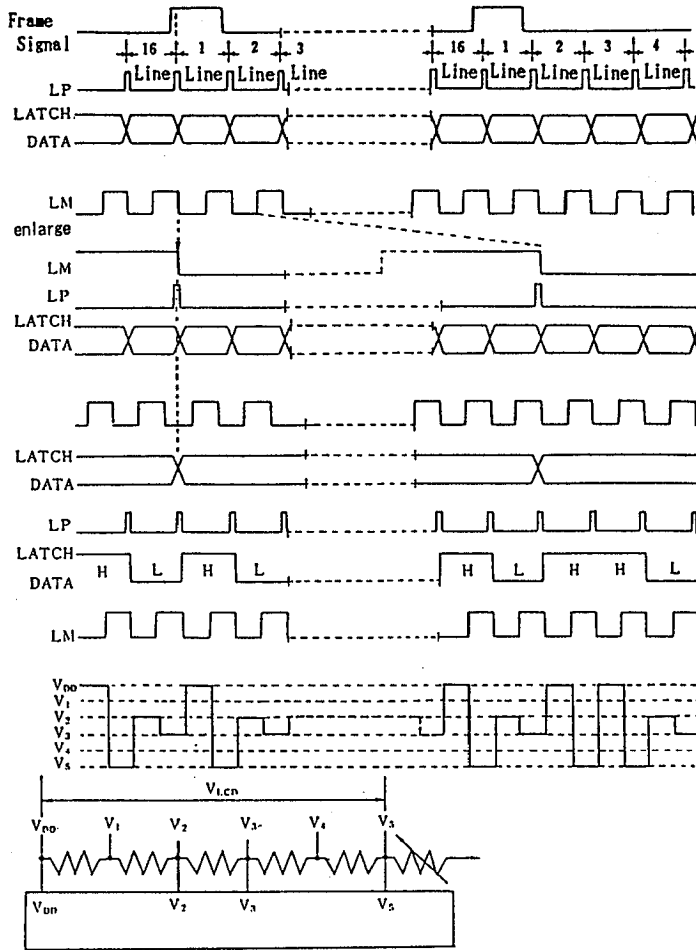 Frame
Signal
16 1 2 3 16 1 2 3 4
Line Line Line Line Line Line Line Line Line
LP
LATCH
DATA
LM
enlarge
LM
LP
LATCH
DATA
LATCH
DATA
LP
LATCH
DATA
H L H L H L H H L
LM
VDD
V1
V2
V3
V4
V5
VLCD
VDD V1 V2 V3 V4 V5
VDD V2 V3 V5